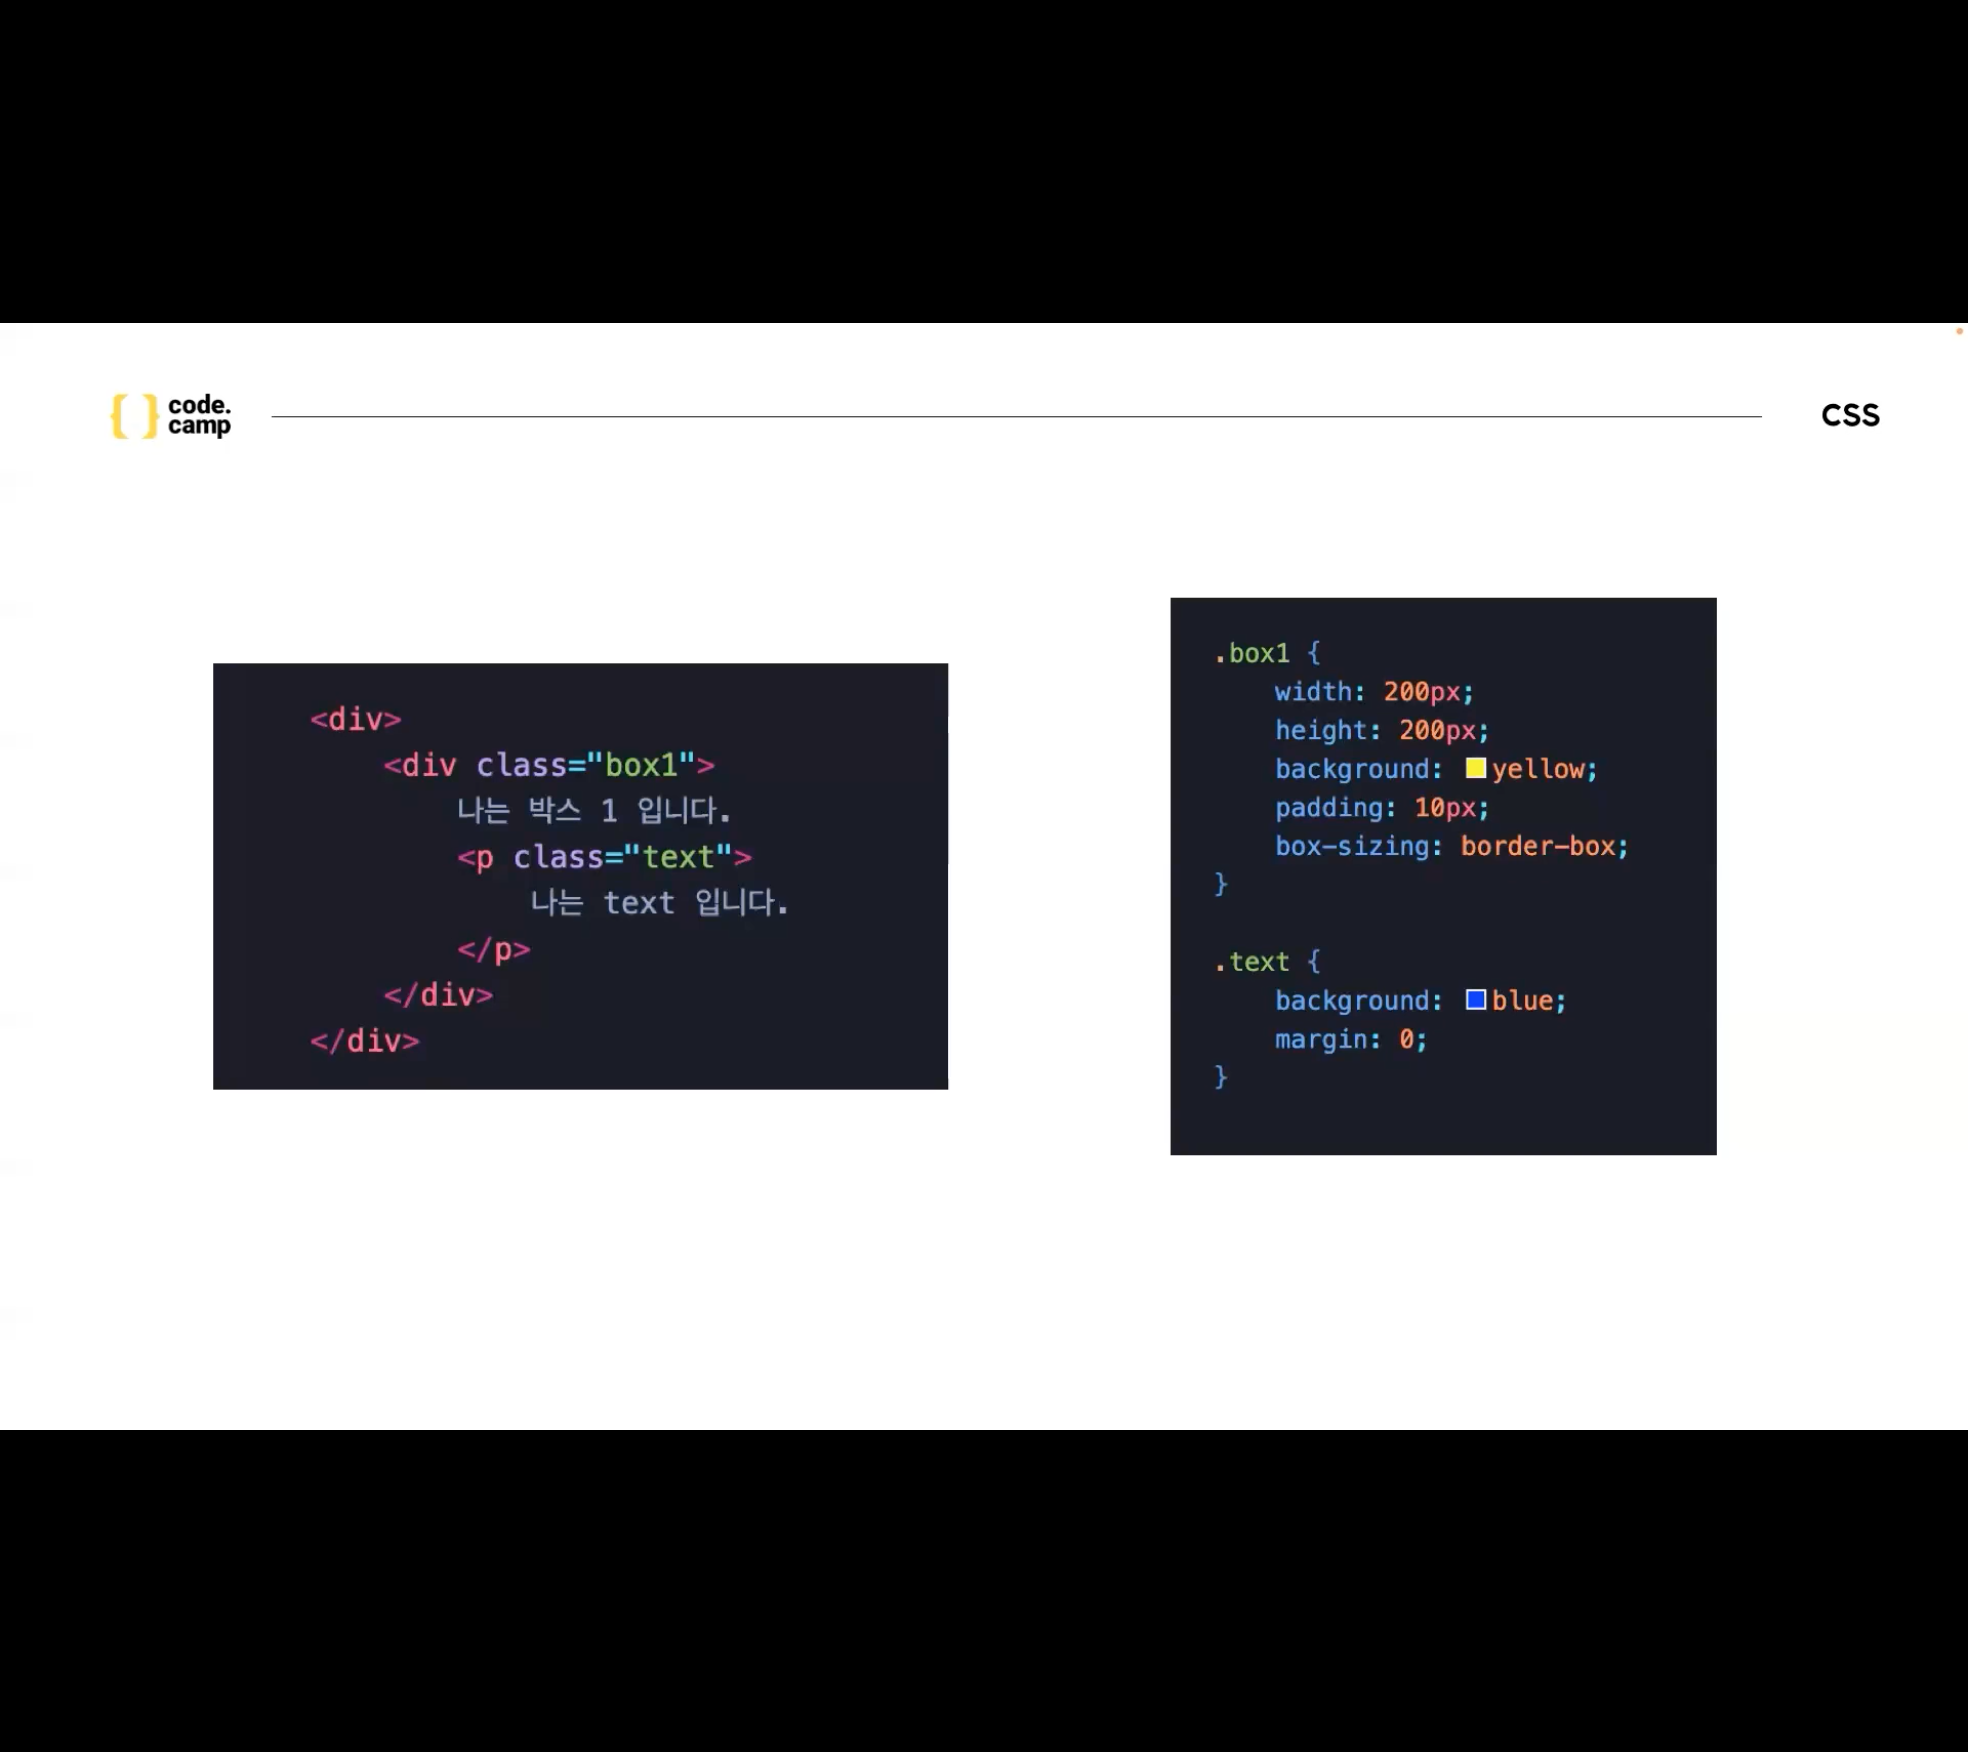 code.
camp
CSS
<div>
<div class="box1">
나는 박스 1 입니다.
<p class="text">
나는 text 입니다.
</p>
</div>
</div>
.box1 {
width: 200px;
height: 200px;
background: yellow;
padding: 10px;
box-sizing: border-box;
}
.text {
background: blue;
margin: 0;
}